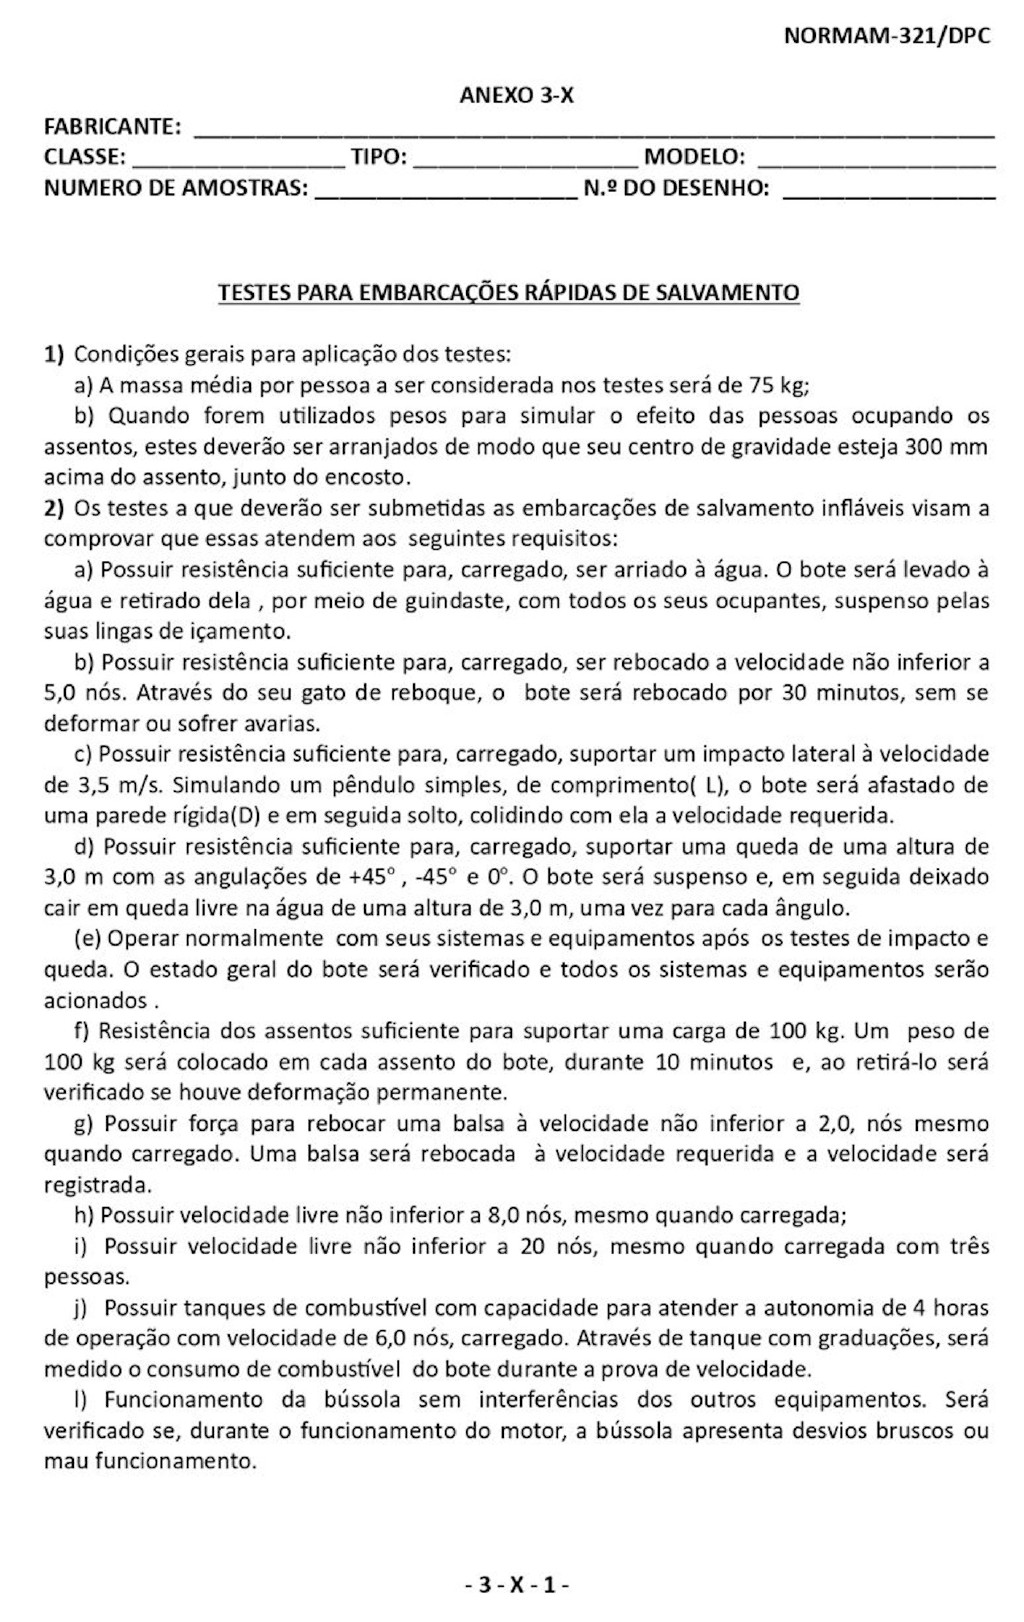 NORMAM-321/DPC
ANEXO 3-X
FABRICANTE: ____________________
CLASSE: __________ TIPO: __________ MODELO: __________
NUMERO DE AMOSTRAS: __________ N.º DO DESENHO: __________
TESTES PARA EMBARCAÇÕES RÁPIDAS DE SALVAMENTO
1) Condições gerais para aplicação dos testes:
a) A massa média por pessoa a ser considerada nos testes será de 75 kg;
b) Quando forem utilizados pesos para simular o efeito das pessoas ocupando os
assentos, estes deverão ser arranjados de modo que seu centro de gravidade esteja 300 mm
acima do assento, junto do encosto.
2) Os testes a que deverão ser submetidas as embarcações de salvamento infláveis visam a
comprovar que essas atendem aos seguintes requisitos:
a) Possuir resistência suficiente para, carregado, ser arriado à água. O bote será levado à
água e retirado dela , por meio de guindaste, com todos os seus ocupantes, suspenso pelas
suas lingas de içamento.
b) Possuir resistência suficiente para, carregado, ser rebocado a velocidade não inferior a
5,0 nós. Através do seu gato de reboque, o bote será rebocado por 30 minutos, sem se
deformar ou sofrer avarias.
c) Possuir resistência suficiente para, carregado, suportar um impacto lateral à velocidade
de 3,5 m/s. Simulando um pêndulo simples, de comprimento( L), o bote será afastado de
uma parede rígida(D) e em seguida solto, colidindo com ela a velocidade requerida.
d) Possuir resistência suficiente para, carregado, suportar uma queda de uma altura de
3,0 m com as angulações de +45° , -45° e 0°. O bote será suspenso e, em seguida deixado
cair em queda livre na água de uma altura de 3,0 m, uma vez para cada ângulo.
(e) Operar normalmente com seus sistemas e equipamentos após os testes de impacto e
queda. O estado geral do bote será verificado e todos os sistemas e equipamentos serão
acionados .
f) Resistência dos assentos suficiente para suportar uma carga de 100 kg. Um peso de
100 kg será colocado em cada assento do bote, durante 10 minutos e, ao retirá-lo será
verificado se houve deformação permanente.
g) Possuir força para rebocar uma balsa à velocidade não inferior a 2,0, nós mesmo
quando carregado. Uma balsa será rebocada à velocidade requerida e a velocidade será
registrada.
h) Possuir velocidade livre não inferior a 8,0 nós, mesmo quando carregada;
i) Possuir velocidade livre não inferior a 20 nós, mesmo quando carregada com três
pessoas.
j) Possuir tanques de combustível com capacidade para atender a autonomia de 4 horas
de operação com velocidade de 6,0 nós, carregado. Através de tanque com graduações, será
medido o consumo de combustível do bote durante a prova de velocidade.
l) Funcionamento da bússola sem interferências dos outros equipamentos. Será
verificado se, durante o funcionamento do motor, a bússola apresenta desvios bruscos ou
mau funcionamento.
- 3 - X - 1 -